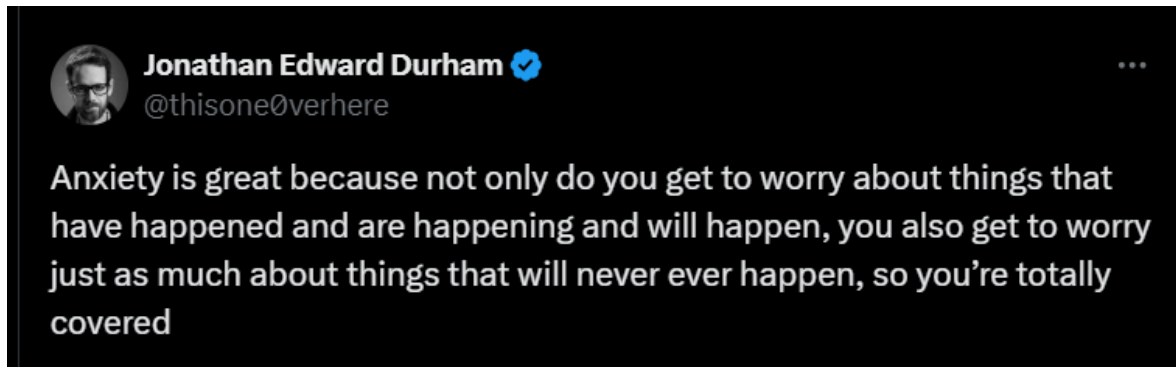 Jonathan Edward Durham
@thisone0verhere
Anxiety is great because not only do you get to worry about things that
have happened and are happening and will happen, you also get to worry
just as much about things that will never ever happen, so you’re totally
covered